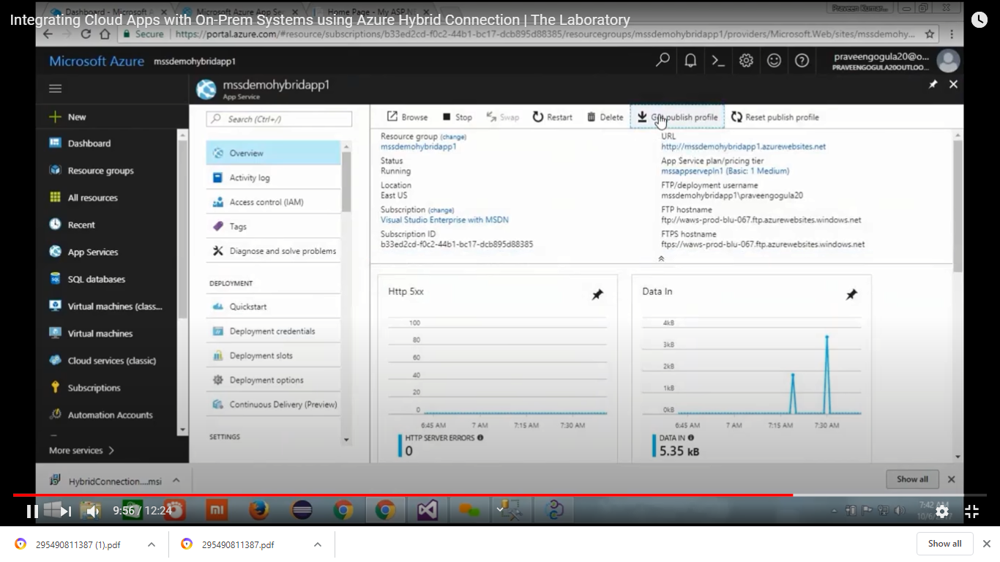 Dashboard - Microsoft A
Microsoft Azure App Se
Home Page - My ASP.NE
Praveen Kumar...
Integrating Cloud Apps with On-Prem Systems using Azure Hybrid Connection | The Laboratory
Secure
https://portal.azure.com/#resource/subscriptions/b33ed2cd-f0c2-44b1-bc17-dcb895d88385/resourcegroups/mssdemohybridapp1/providers/Microsoft.Web/sites/mssdemohy...
Microsoft Azure mssdemohybridapp1
praveengogula20@o...
PRAVEENGOGULA20OUTLOO...
mssdemohybridapp1
App Service
New
Dashboard
Resource groups
All resources
Recent
App Services
SQL databases
Virtual machines (class...
Virtual machines
Cloud services (classic)
Subscriptions
Automation Accounts
More services >
Search (Ctrl+/)
Overview
Activity log
Access control (IAM)
Tags
Diagnose and solve problems
DEPLOYMENT
Quickstart
Deployment credentials
Deployment slots
Deployment options
Continuous Delivery (Preview)
SETTINGS
Browse Stop Swap Restart Delete Get publish profile Reset publish profile
Resource group (change)
mssdemohybridapp1
Status
Running
Location
East US
Subscription (change)
Visual Studio Enterprise with MSDN
Subscription ID
b33ed2cd-f0c2-44b1-bc17-dcb895d88385
URL
http://mssdemohybridapp1.azurewebsites.net
App Service plan/pricing tier
mssappservepln1 (Basic: 1 Medium)
FTP/deployment username
mssdemohybridapp1\praveengogula20
FTP hostname
ftp://waws-prod-blu-067.ftp.azurewebsites.windows.net
FTPS hostname
ftps://waws-prod-blu-067.ftp.azurewebsites.windows.net
Http 5xx
100
80
60
40
20
0
6:45 AM 7 AM 7:15 AM 7:30 AM
HTTP SERVER ERRORS
0
Data In
4kB
3kB
2kB
1kB
0kB
6:45 AM 7 AM 7:15 AM 7:30 AM
DATA IN
5.35 kB
HybridConnection....msi
Show all
9:56 / 12:24
7:42 AM
295490811387 (1).pdf
295490811387.pdf
Show all